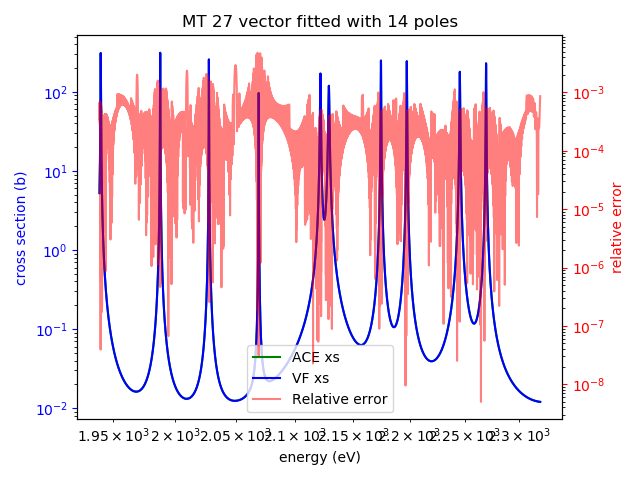 MT 27 vector fitted with 14 poles
10²
10¹
10⁰
10⁻¹
10⁻²
cross section (b)
10⁻³
10⁻⁴
10⁻⁵
10⁻⁶
10⁻⁷
10⁻⁸
relative error
ACE xs
VF xs
Relative error
1.95 × 10³ 2 × 10³ 2.05 × 10³ 2.1 × 10³ 2.15 × 10³ 2.2 × 10³ 2.25 × 10³ 2.3 × 10³
energy (eV)